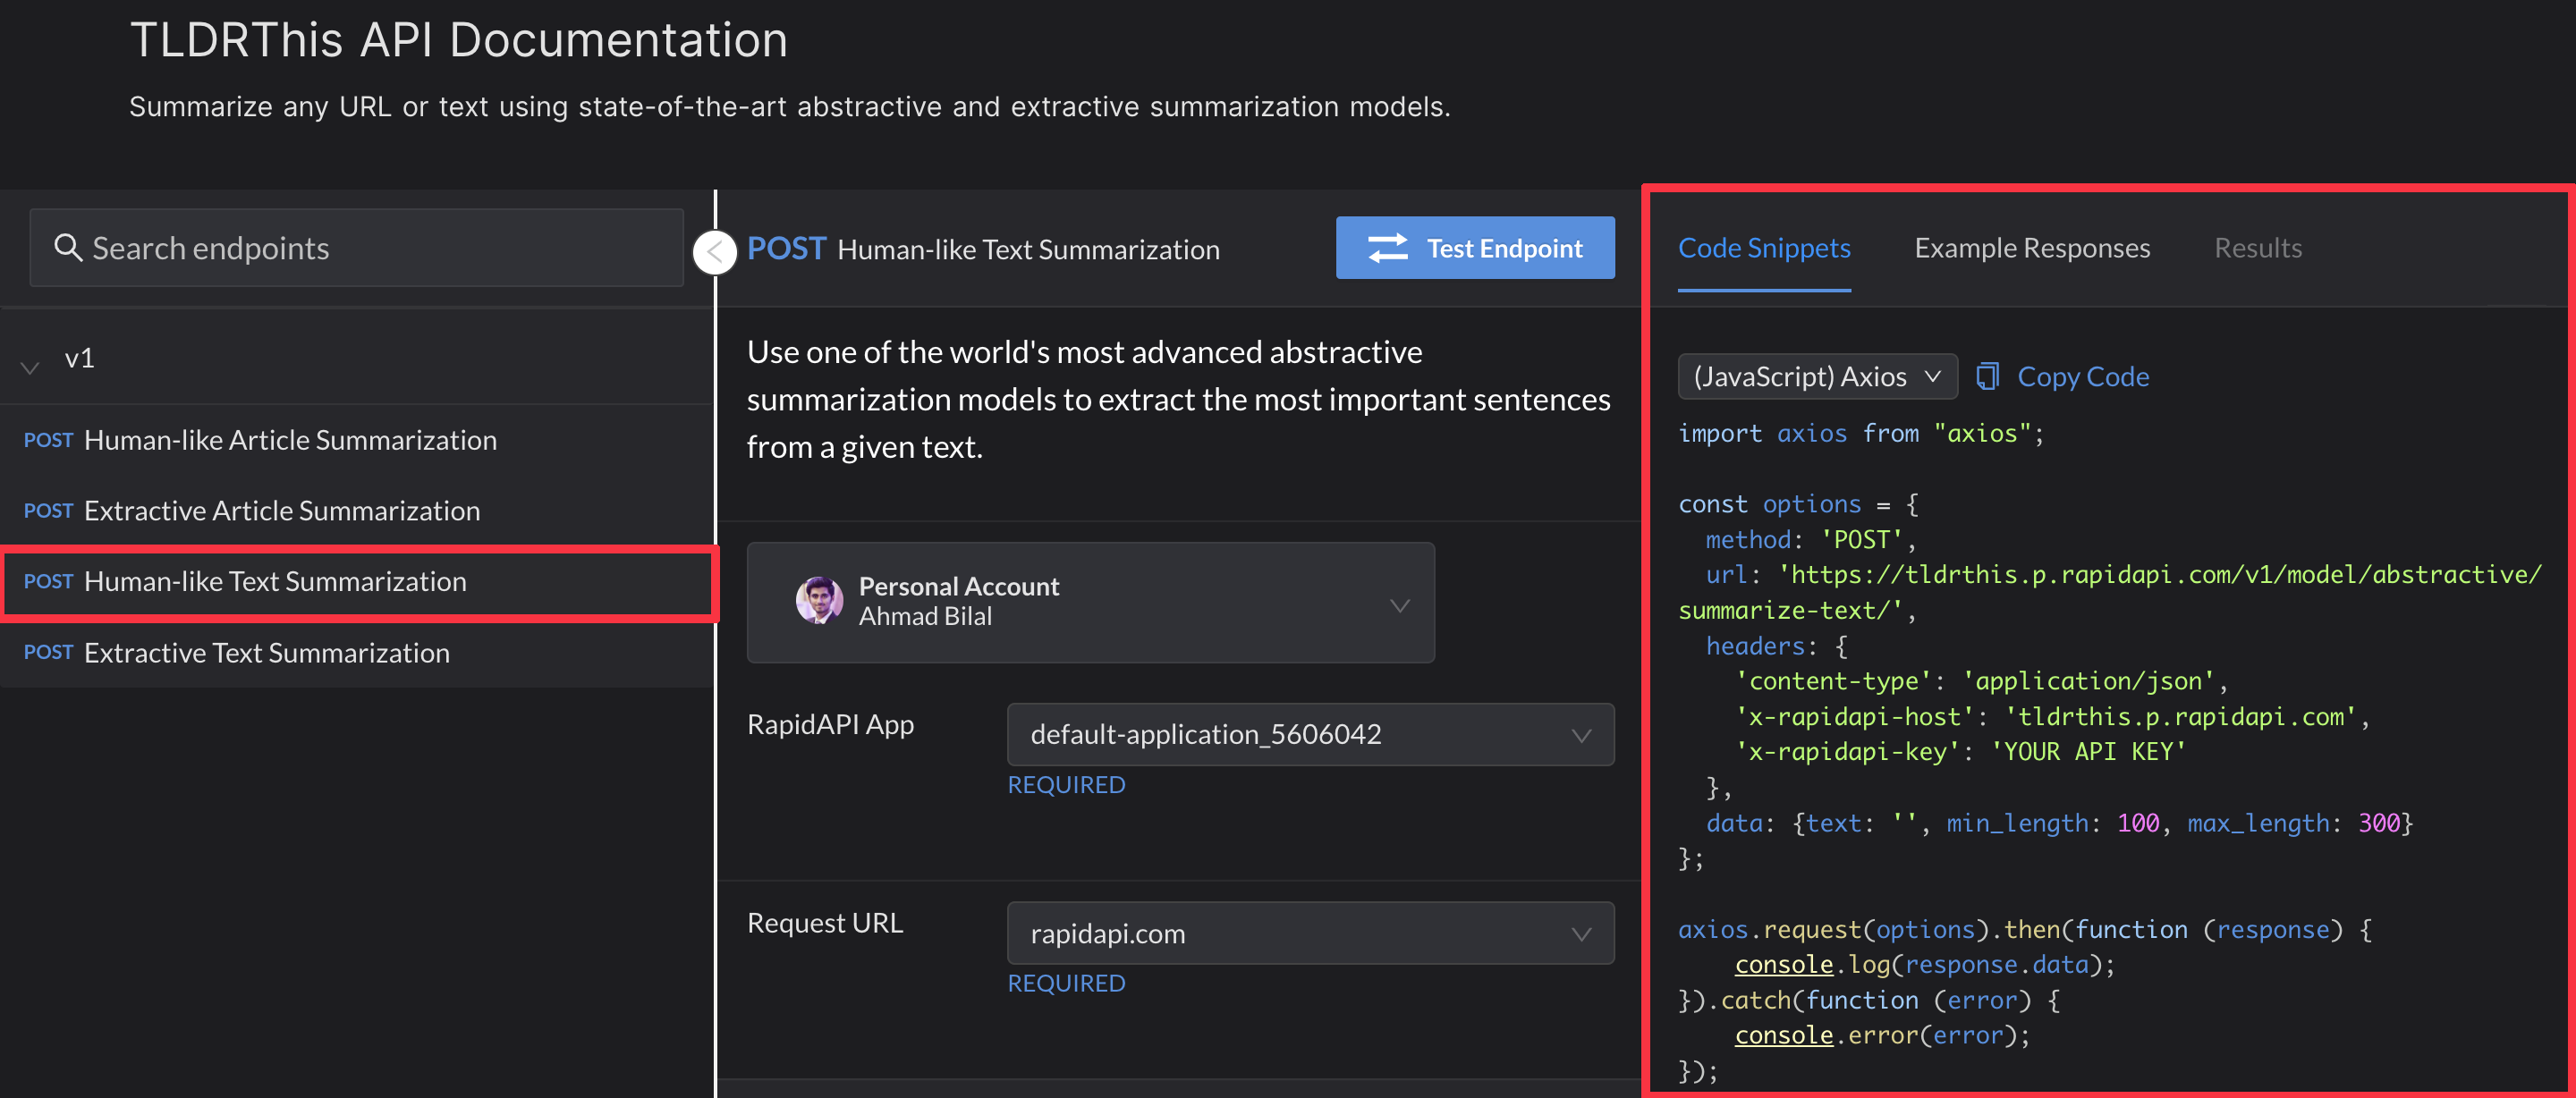 TLDRThis API Documentation
Summarize any URL or text using state-of-the-art abstractive and extractive summarization models.
Search endpoints
v1
POST Human-like Article Summarization
POST Extractive Article Summarization
POST Human-like Text Summarization
POST Extractive Text Summarization
POST Human-like Text Summarization
Test Endpoint
Use one of the world's most advanced abstractive
summarization models to extract the most important sentences
from a given text.
Personal Account
Ahmad Bilal
RapidAPI App
default-application_5606042
REQUIRED
Request URL
rapidapi.com
REQUIRED
Code Snippets Example Responses Results
(JavaScript) Axios Copy Code
import axios from "axios";
const options = {
  method: 'POST',
  url: 'https://tldrthis.p.rapidapi.com/v1/model/abstractive/
summarize-text/',
  headers: {
    'content-type': 'application/json',
    'x-rapidapi-host': 'tldrthis.p.rapidapi.com',
    'x-rapidapi-key': 'YOUR API KEY'
  },
  data: {text: '', min_length: 100, max_length: 300}
};
axios.request(options).then(function (response) {
    console.log(response.data);
}).catch(function (error) {
    console.error(error);
});